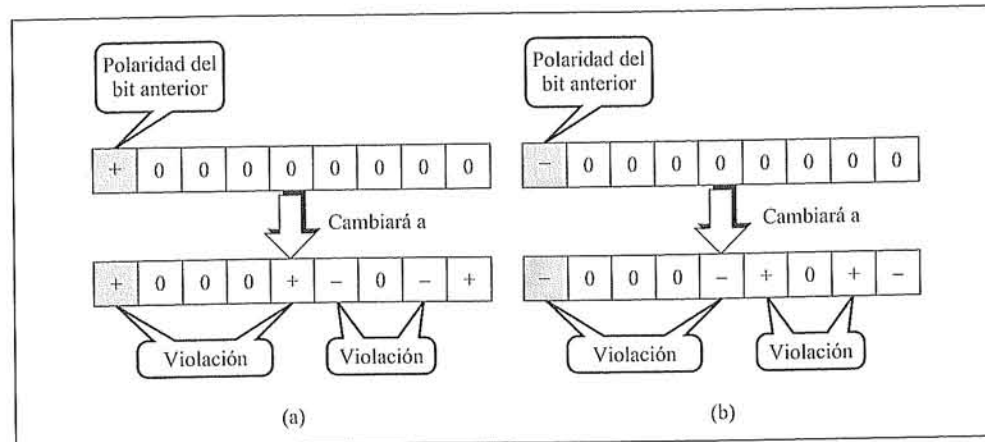 Polaridad del
bit anterior
+ 0 0 0 0 0 0 0 0
Cambiará a
+ 0 0 0 + − 0 − +
Violación
Violación
(a)
Polaridad del
bit anterior
− 0 0 0 0 0 0 0 0
Cambiará a
− 0 0 0 − + 0 + −
Violación
Violación
(b)